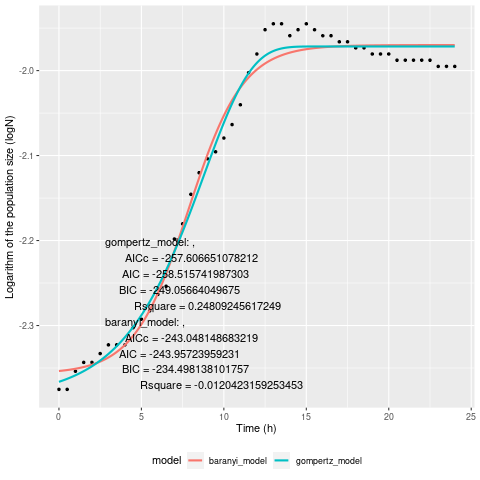 Logarithm of the population size (logN)
-2.0
-2.1
-2.2
-2.3
gompertz_model: ,
AICc = -257.606651078212
AIC = -258.515741987303
BIC = -249.05664049675
Rsquare = 0.24809245617249
baranyi_model: ,
AICc = -243.048148683219
AIC = -243.95723959231
BIC = -234.498138101757
Rsquare = -0.0120423159253453
0 5 10 15 20 25
Time (h)
model baranyi_model gompertz_model